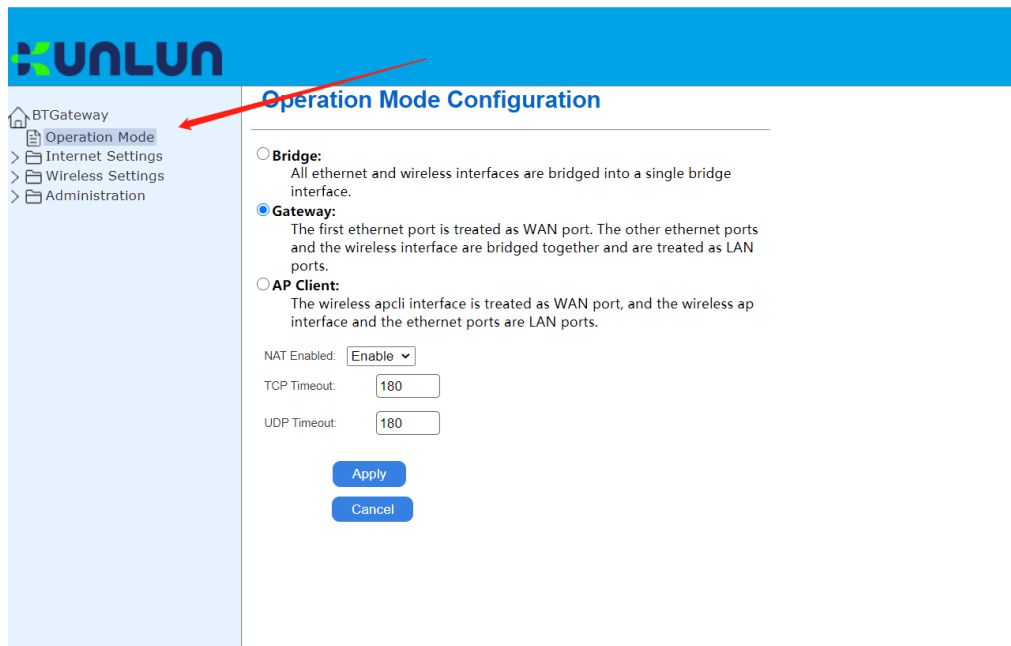 KUNLUN
BTGateway
Operation Mode
Internet Settings
Wireless Settings
Administration
Operation Mode Configuration
Bridge:
All ethernet and wireless interfaces are bridged into a single bridge
interface.
Gateway:
The first ethernet port is treated as WAN port. The other ethernet ports
and the wireless interface are bridged together and are treated as LAN
ports.
AP Client:
The wireless apcli interface is treated as WAN port, and the wireless ap
interface and the ethernet ports are LAN ports.
NAT Enabled: Enable
TCP Timeout: 180
UDP Timeout: 180
Apply
Cancel